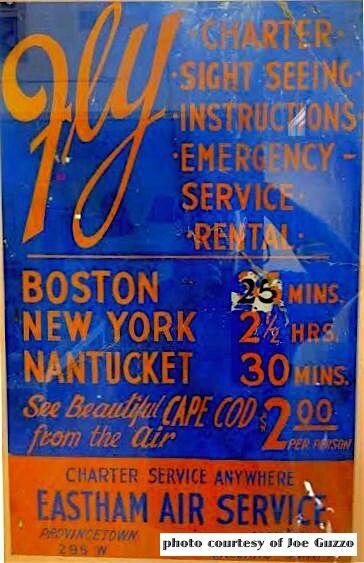 Fly
·CHARTER·
·SIGHT SEEING
·INSTRUCTIONS
·EMERGENCY-
SERVICE·
·RENTAL·
BOSTON 25 MINS.
NEW YORK 2½ HRS.
NANTUCKET 30 MINS.
See Beautiful CAPE COD $2.00
from the Air PER PERSON
CHARTER SERVICE ANYWHERE
EASTHAM AIR SERVICE
PROVINCETOWN
295 W
photo courtesy of Joe Guzzo